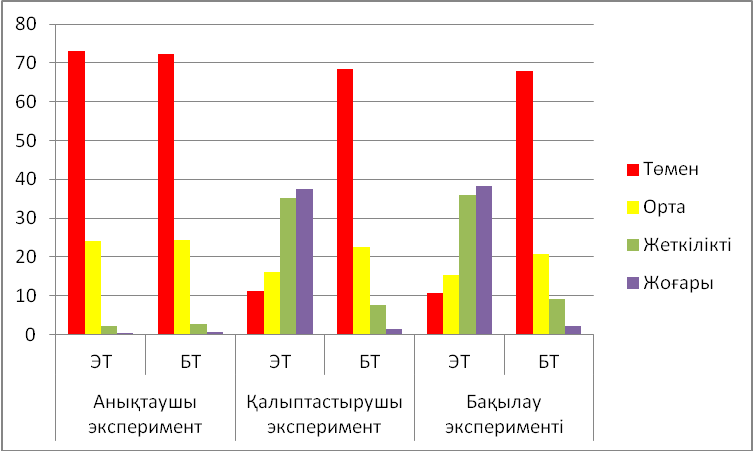 80
70
60
50
40
30
20
10
0
ЭТ БТ ЭТ БТ ЭТ БТ
Анықтаушы эксперимент
Қалыптастырушы эксперимент
Бақылау эксперименті
Төмен
Орта
Жеткілікті
Жоғары